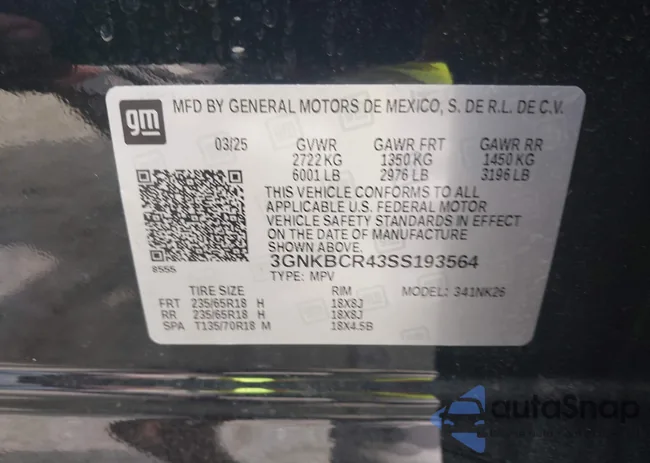 gm
MFD BY GENERAL MOTORS DE MEXICO, S. DE R.L. DE C.V.
03/25 GVWR GAWR FRT GAWR RR
2722 KG 1350 KG 1450 KG
6001 LB 2976 LB 3196 LB
THIS VEHICLE CONFORMS TO ALL
APPLICABLE U.S. FEDERAL MOTOR
VEHICLE SAFETY STANDARDS IN EFFECT
ON THE DATE OF MANUFACTURE
SHOWN ABOVE.
3GNKBCR43SS193564
8555 TYPE: MPV
TIRE SIZE RIM MODEL: 341NK26
FRT 235/65R18 H 18X8J
RR 235/65R18 H 18X8J
SPA T135/70R18 M 18X4.5B
autoSnap